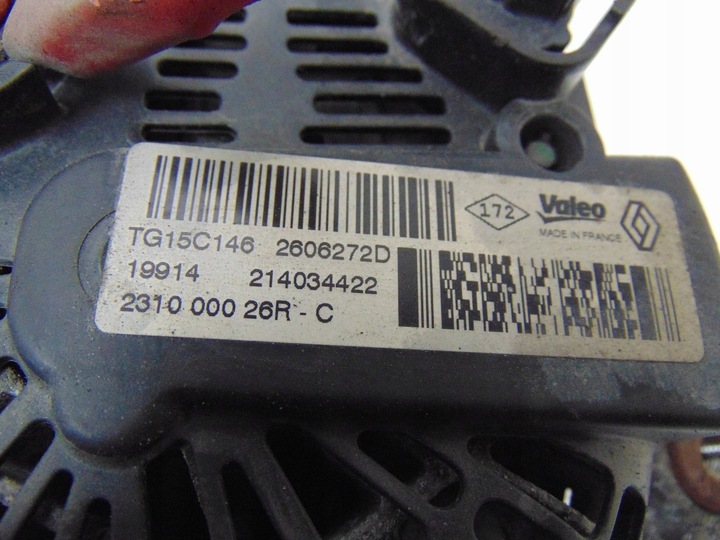 172
Valeo
MADE IN FRANCE
TG15C146 2606272D
19914 214034422
2310 000 26R - C